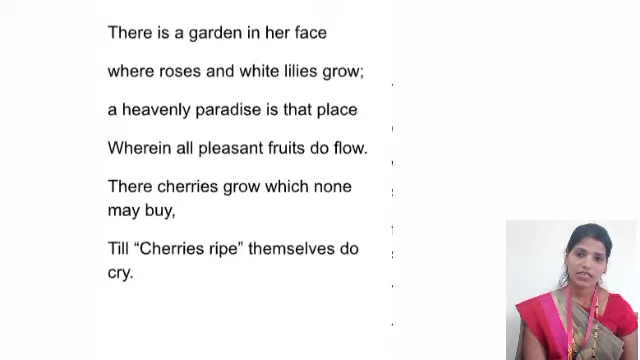 There is a garden in her face
where roses and white lilies grow;
a heavenly paradise is that place
Wherein all pleasant fruits do flow.
There cherries grow which none
may buy,
Till “Cherries ripe” themselves do
cry.